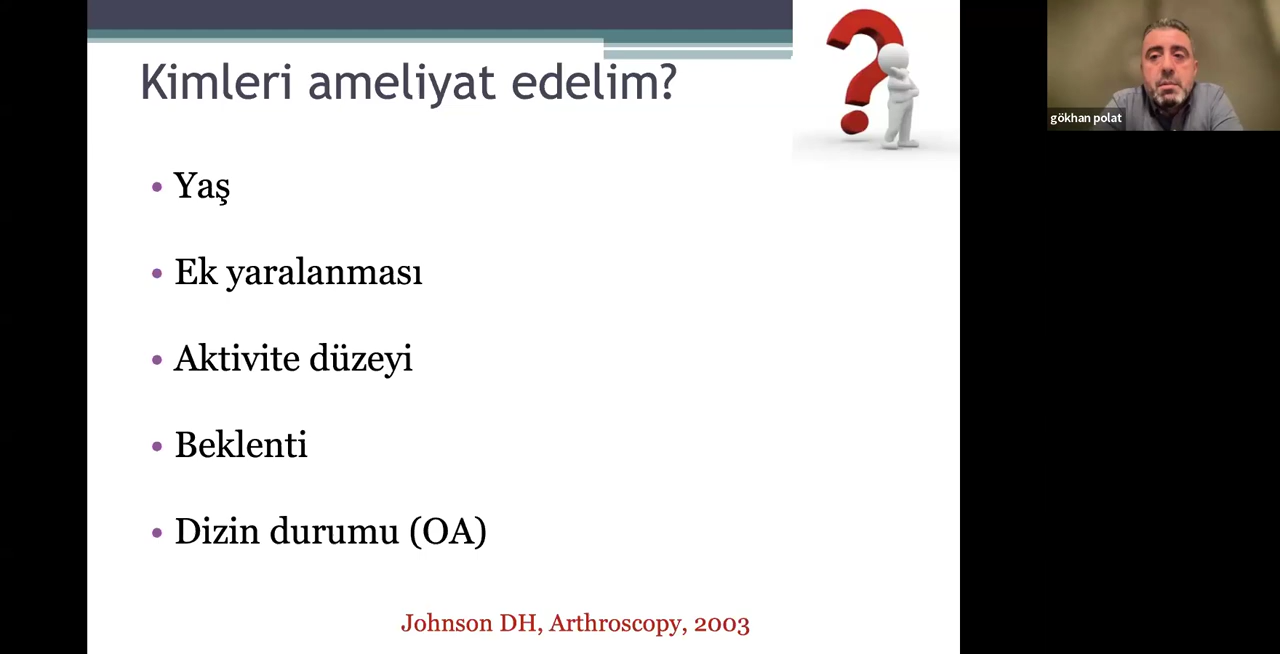 Kimleri ameliyat edelim?
gökhan polat
• Yaş
• Ek yaralanması
• Aktivite düzeyi
• Beklenti
• Dizin durumu (OA)
Johnson DH, Arthroscopy, 2003